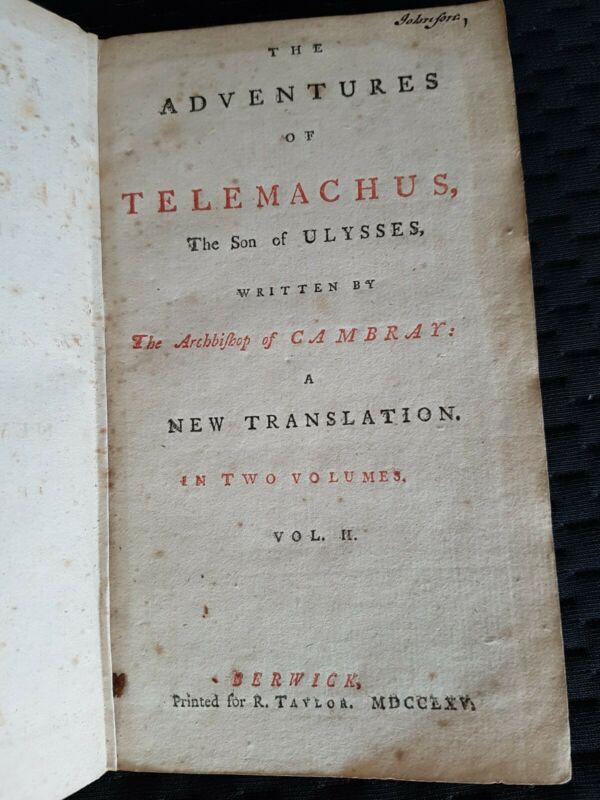 THE
ADVENTURES
OF
TELEMACHUS,
The Son of ULYSSES,
WRITTEN BY
The Archbiſhop of CAMBRAY:
A
NEW TRANSLATION.
IN TWO VOLUMES.
VOL. II.
BERWICK,
Printed for R. TAYLOR. MDCCLXV.